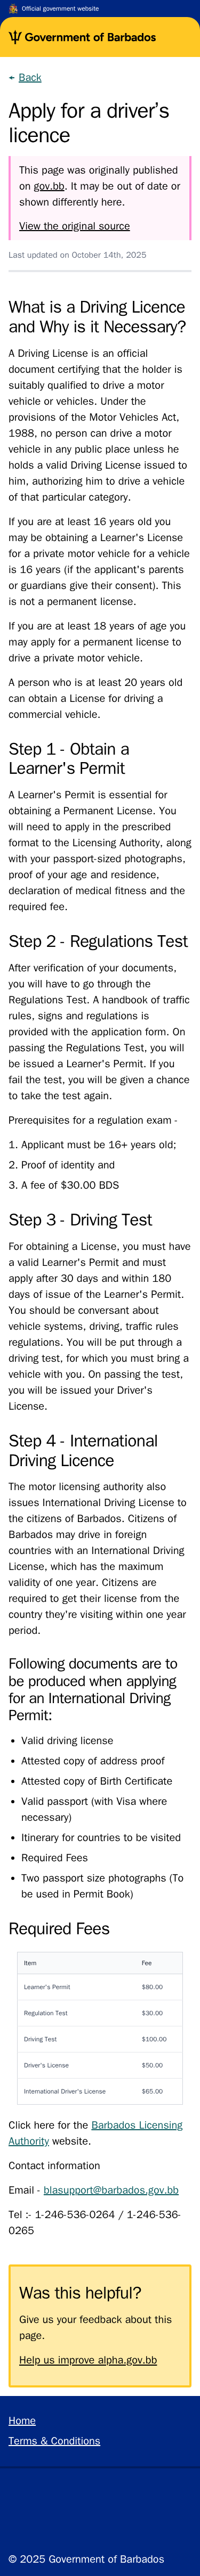 Official government website
Government of Barbados
Back
Apply for a driver's
licence
This page was originally published
on gov.bb. It may be out of date or
shown differently here.
View the original source
Last updated on October 14th, 2025
What is a Driving Licence
and Why is it Necessary?
A Driving License is an official
document certifying that the holder is
suitably qualified to drive a motor
vehicle or vehicles. Under the
provisions of the Motor Vehicles Act,
1988, no person can drive a motor
vehicle in any public place unless he
holds a valid Driving License issued to
him, authorizing him to drive a vehicle
of that particular category.
If you are at least 16 years old you
may be obtaining a Learner's License
for a private motor vehicle for a vehicle
is 16 years (if the applicant's parents
or guardians give their consent). This
is not a permanent license.
If you are at least 18 years of age you
may apply for a permanent license to
drive a private motor vehicle.
A person who is at least 20 years old
can obtain a License for driving a
commercial vehicle.
Step 1 - Obtain a
Learner's Permit
A Learner's Permit is essential for
obtaining a Permanent License. You
will need to apply in the prescribed
format to the Licensing Authority, along
with your passport-sized photographs,
proof of your age and residence,
declaration of medical fitness and the
required fee.
Step 2 - Regulations Test
After verification of your documents,
you will have to go through the
Regulations Test. A handbook of traffic
rules, signs and regulations is
provided with the application form. On
passing the Regulations Test, you will
be issued a Learner's Permit. If you
fail the test, you will be given a chance
to take the test again.
Prerequisites for a regulation exam -
1. Applicant must be 16+ years old;
2. Proof of identity and
3. A fee of $30.00 BDS
Step 3 - Driving Test
For obtaining a License, you must have
a valid Learner's Permit and must
apply after 30 days and within 180
days of issue of the Learner's Permit.
You should be conversant about
vehicle systems, driving, traffic rules
regulations. You will be put through a
driving test, for which you must bring a
vehicle with you. On passing the test,
you will be issued your Driver's
License.
Step 4 - International
Driving Licence
The motor licensing authority also
issues International Driving License to
the citizens of Barbados. Citizens of
Barbados may drive in foreign
countries with an International Driving
License, which has the maximum
validity of one year. Citizens are
required to get their license from the
country they're visiting within one year
period.
Following documents are to
be produced when applying
for an International Driving
Permit:
• Valid driving license
• Attested copy of address proof
• Attested copy of Birth Certificate
• Valid passport (with Visa where
necessary)
• Itinerary for countries to be visited
• Required Fees
• Two passport size photographs (To
be used in Permit Book)
Required Fees
Item Fee
Learner's Permit $80.00
Regulation Test $30.00
Driving Test $100.00
Driver's License $50.00
International Driver's License $65.00
Click here for the Barbados Licensing
Authority website.
Contact information
Email - blasupport@barbados.gov.bb
Tel :- 1-246-536-0264 / 1-246-536-
0265
Was this helpful?
Give us your feedback about this
page.
Help us improve alpha.gov.bb
Home
Terms & Conditions
© 2025 Government of Barbados